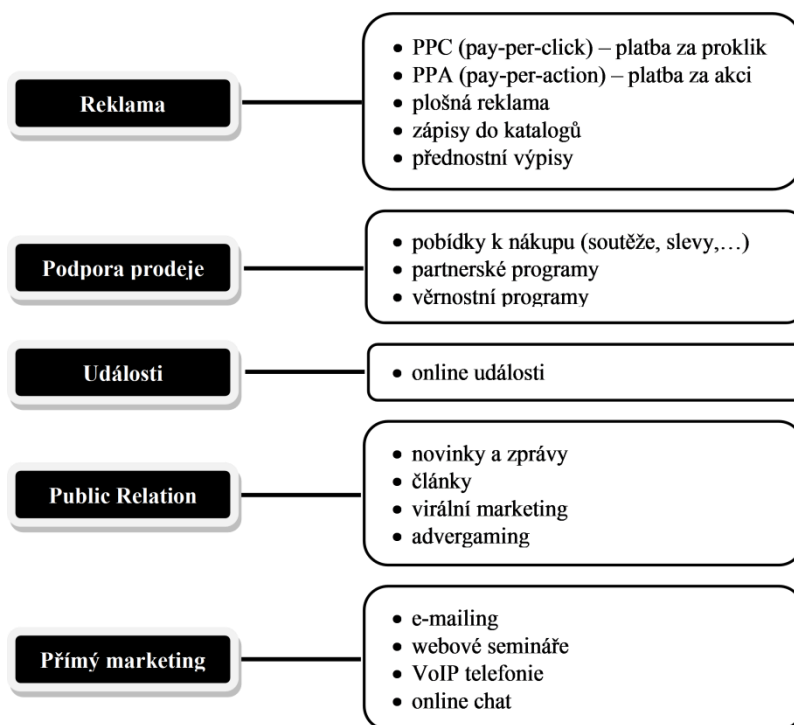 Reklama
• PPC (pay-per-click) – platba za proklik
• PPA (pay-per-action) – platba za akci
• plošná reklama
• zápisy do katalogů
• přednostní výpisy
Podpora prodeje
• pobídky k nákupu (soutěže, slevy,…)
• partnerské programy
• věrnostní programy
Události
• online události
Public Relation
• novinky a zprávy
• články
• virální marketing
• advergaming
Přímý marketing
• e-mailing
• webové semináře
• VoIP telefonie
• online chat